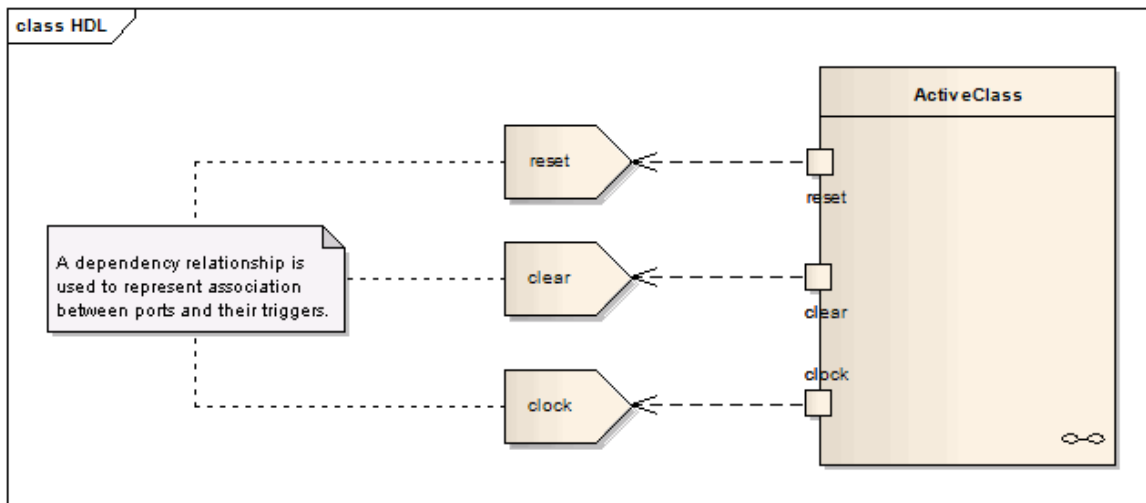 class HDL
ActiveClass
reset
reset
A dependency relationship is
used to represent association
between ports and their triggers.
clear
clear
clock
clock